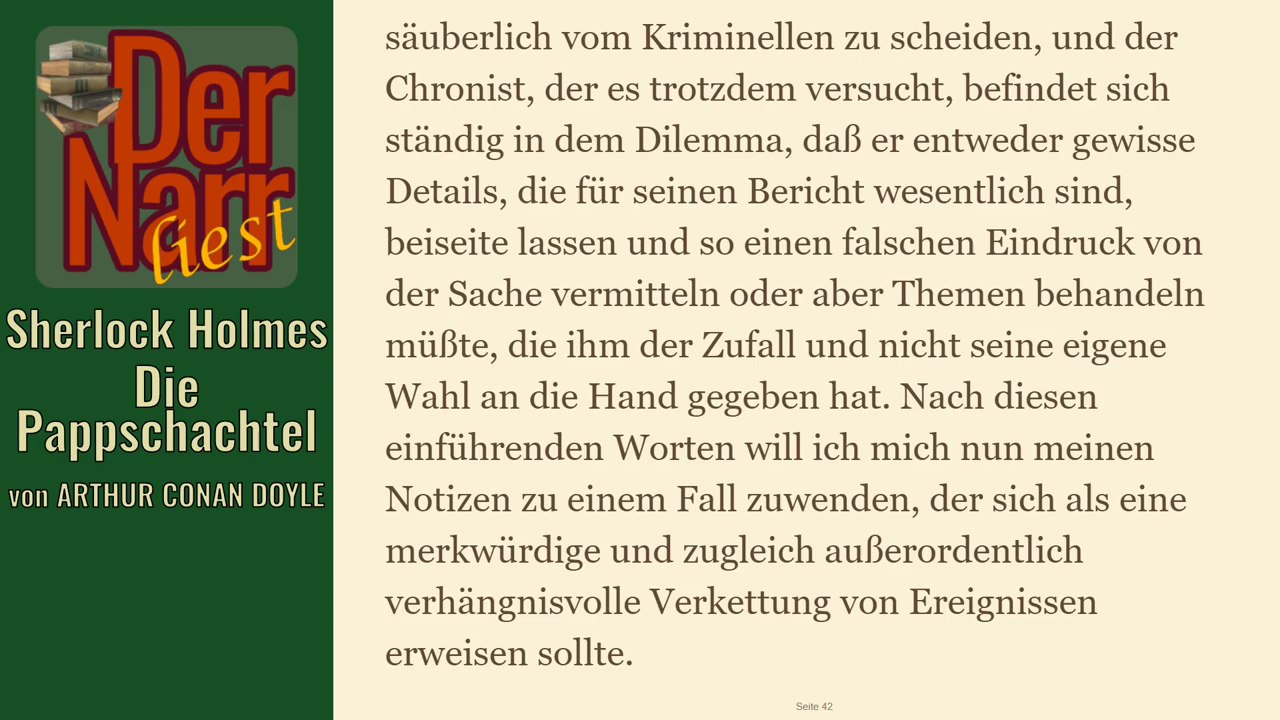 Der
Narr
liest
Sherlock Holmes
Die
Pappschachtel
von ARTHUR CONAN DOYLE
säuberlich vom Kriminellen zu scheiden, und der
Chronist, der es trotzdem versucht, befindet sich
ständig in dem Dilemma, daß er entweder gewisse
Details, die für seinen Bericht wesentlich sind,
beiseite lassen und so einen falschen Eindruck von
der Sache vermitteln oder aber Themen behandeln
müßte, die ihm der Zufall und nicht seine eigene
Wahl an die Hand gegeben hat. Nach diesen
einführenden Worten will ich mich nun meinen
Notizen zu einem Fall zuwenden, der sich als eine
merkwürdige und zugleich außerordentlich
verhängnisvolle Verkettung von Ereignissen
erweisen sollte.
Seite 42